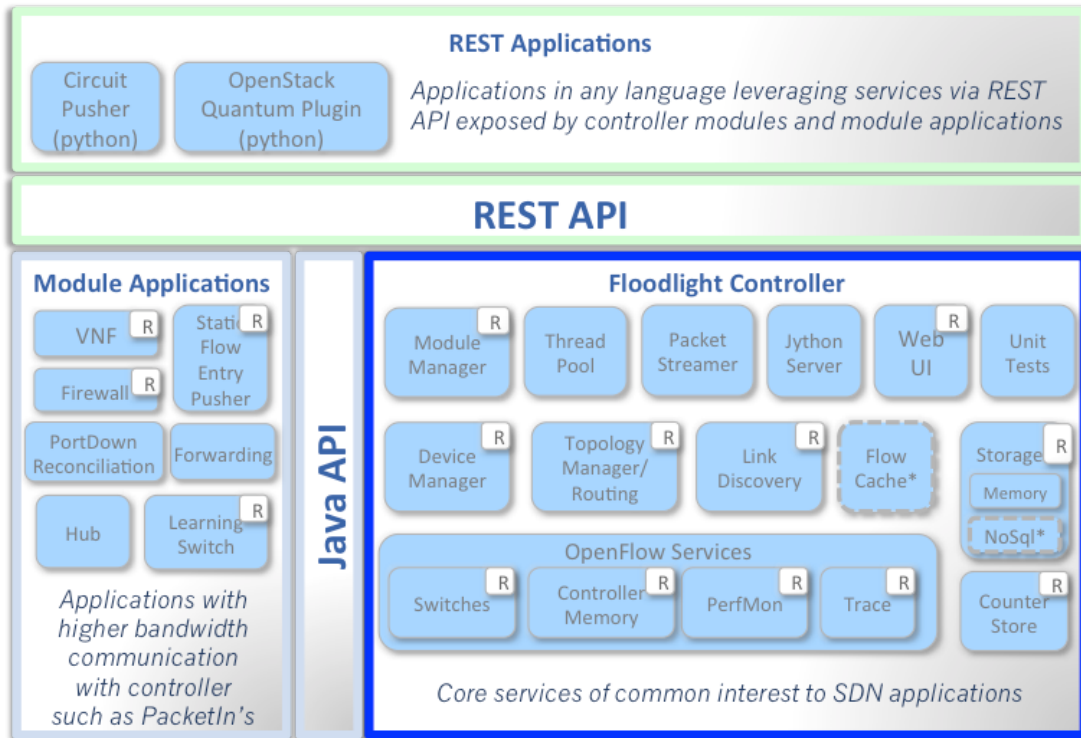 REST Applications
Circuit
Pusher
(python)
OpenStack
Quantum Plugin
(python)
Applications in any language leveraging services via REST
API exposed by controller modules and module applications
REST API
Module Applications
VNF
R
Static
Flow
Entry
Pusher
R
Firewall
R
PortDown
Reconciliation
Forwarding
Hub
Learning
Switch
R
Applications with
higher bandwidth
communication
with controller
such as PacketIn's
Java API
Floodlight Controller
Module
Manager
R
Thread
Pool
Packet
Streamer
Jython
Server
Web
UI
R
Unit
Tests
Device
Manager
R
Topology
Manager/
Routing
R
Link
Discovery
R
Flow
Cache*
Storage
R
Memory
NoSql*
OpenFlow Services
Switches
R
Controller
Memory
R
PerfMon
R
Trace
R
Counter
Store
R
Core services of common interest to SDN applications